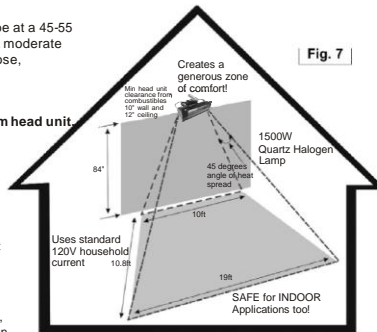 e at a 45-55
moderate
ose,
m head unit.
Fig. 7
Creates a
generous zone
of comfort!
Min head unit
clearance from
combustibles
10" wall and
12" ceiling
1500W
Quartz Halogen
Lamp
84"
45 degrees
angle of heat
spread
10ft
Uses standard
120V household
current
10.8ft
19ft
SAFE for INDOOR
Applications too!